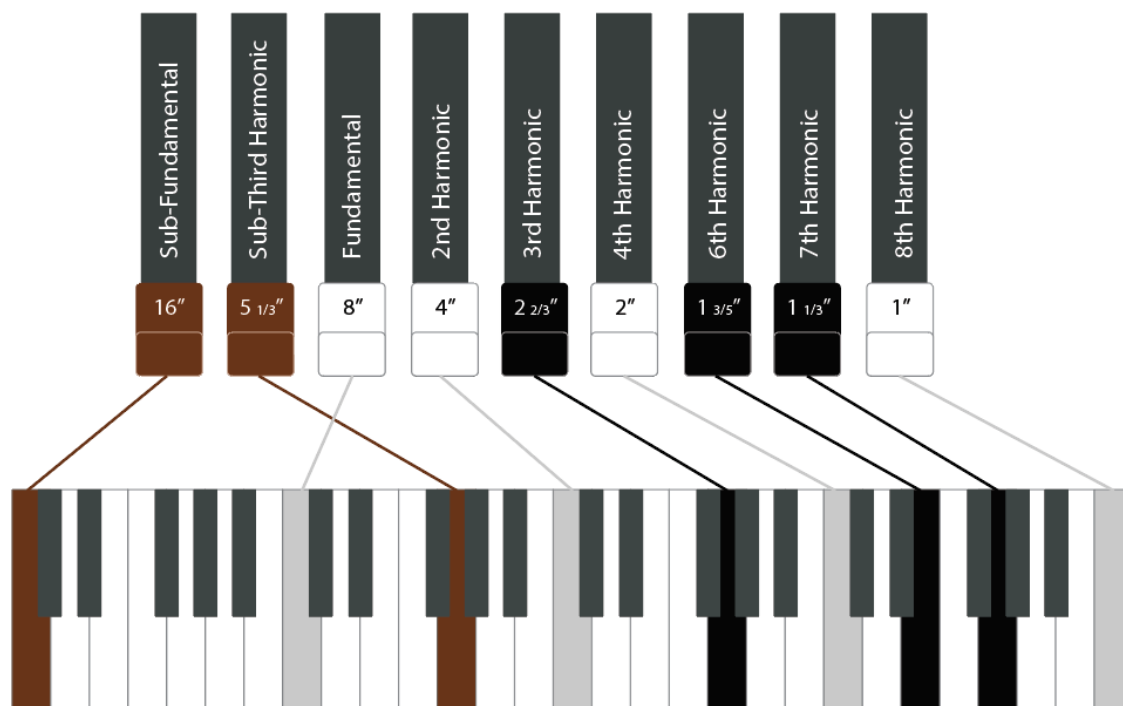 Sub-Fundamental
Sub-Third Harmonic
Fundamental
2nd Harmonic
3rd Harmonic
4th Harmonic
6th Harmonic
7th Harmonic
8th Harmonic
16”
5 1/3”
8”
4”
2 2/3”
2”
1 3/5”
1 1/3”
1”